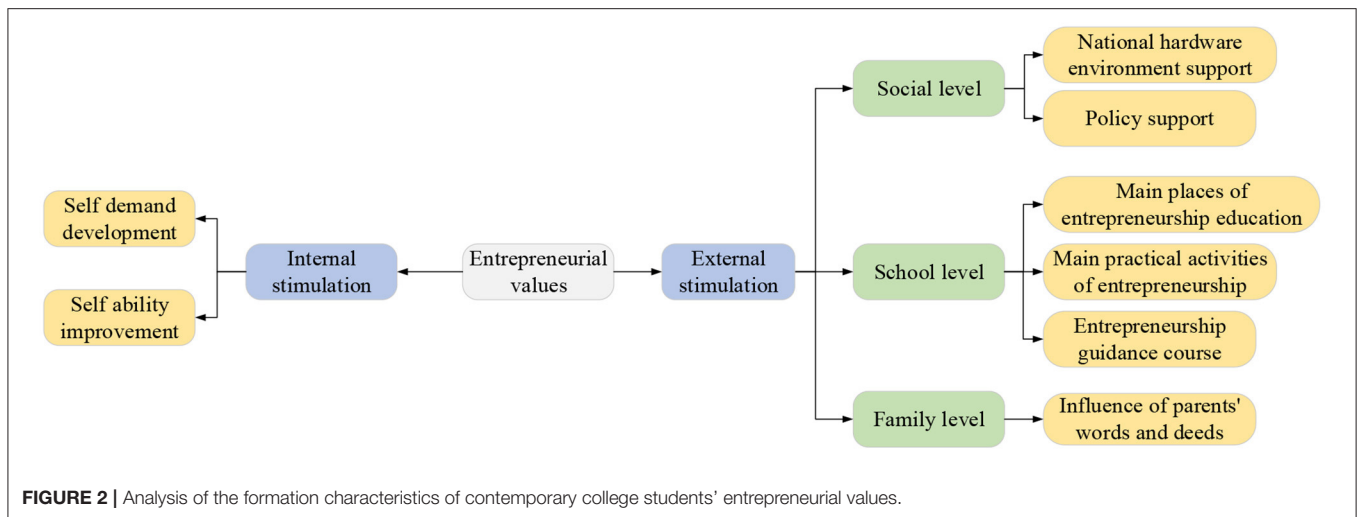 Self demand
development
Self ability
improvement
Internal
stimulation
Entrepreneurial
values
External
stimulation
Social level
National hardware
environment support
Policy support
School level
Main places of
entrepreneurship education
Main practical activities
of entrepreneurship
Entrepreneurship
guidance course
Family level
Influence of parents'
words and deeds
FIGURE 2 | Analysis of the formation characteristics of contemporary college students' entrepreneurial values.